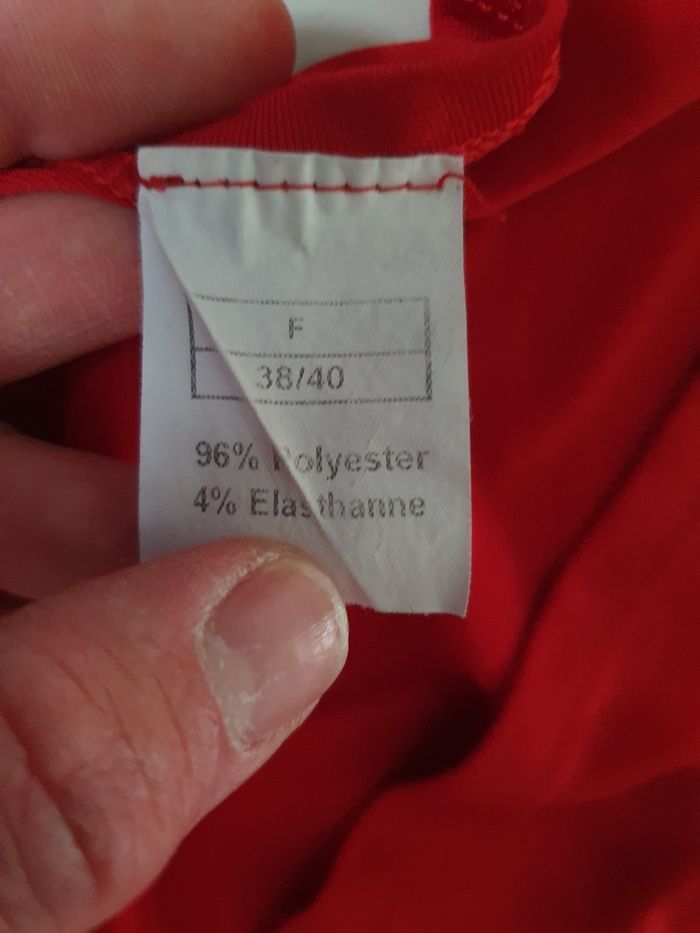 F
38/40
96% Polyester
4% Elasthanne